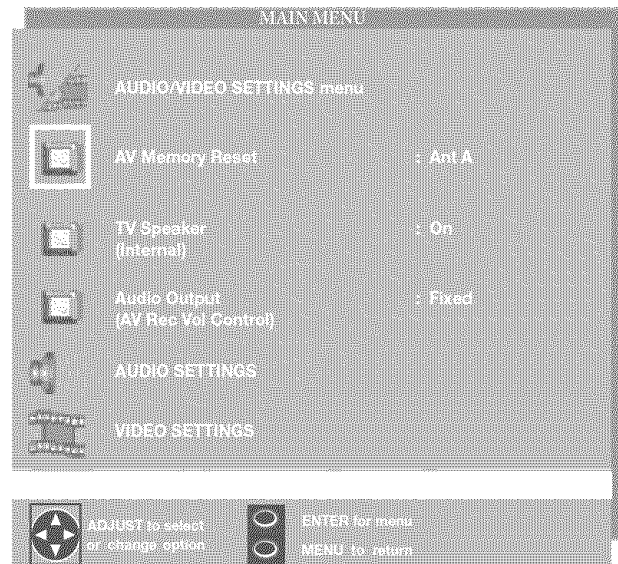 MAIN MENU
AUDIO/VIDEO SETTINGS menu
AV Memory Reset : Ant A
TV Speaker : On
(Internal)
Audio Output : Fixed
(AV Rec Vol Control)
AUDIO SETTINGS
VIDEO SETTINGS
ADJUST to select ENTER for menu
or change option MENU to return